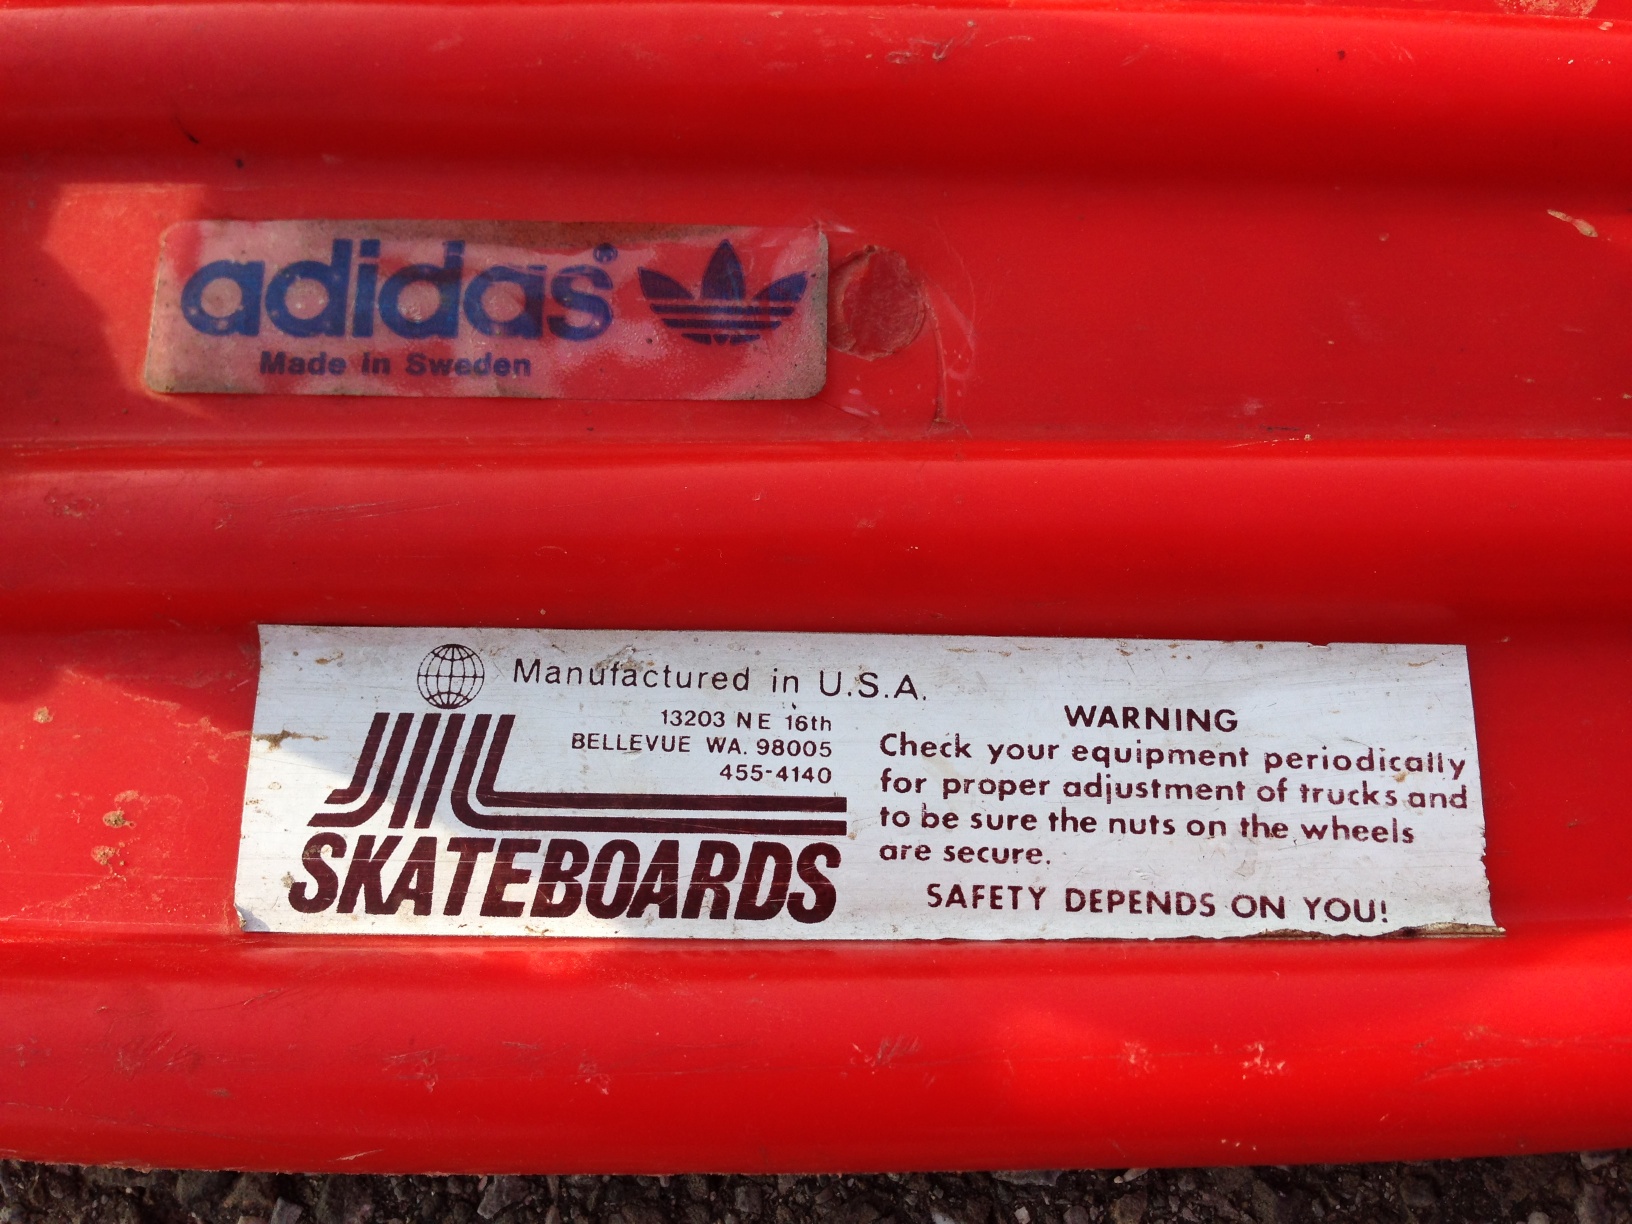 adidas®
Made in Sweden
Manufactured in U.S.A.
13203 NE 16th
BELLEVUE WA. 98005
455-4140
JIL
SKATEBOARDS
WARNING
Check your equipment periodically
for proper adjustment of trucks and
to be sure the nuts on the wheels
are secure.
SAFETY DEPENDS ON YOU!